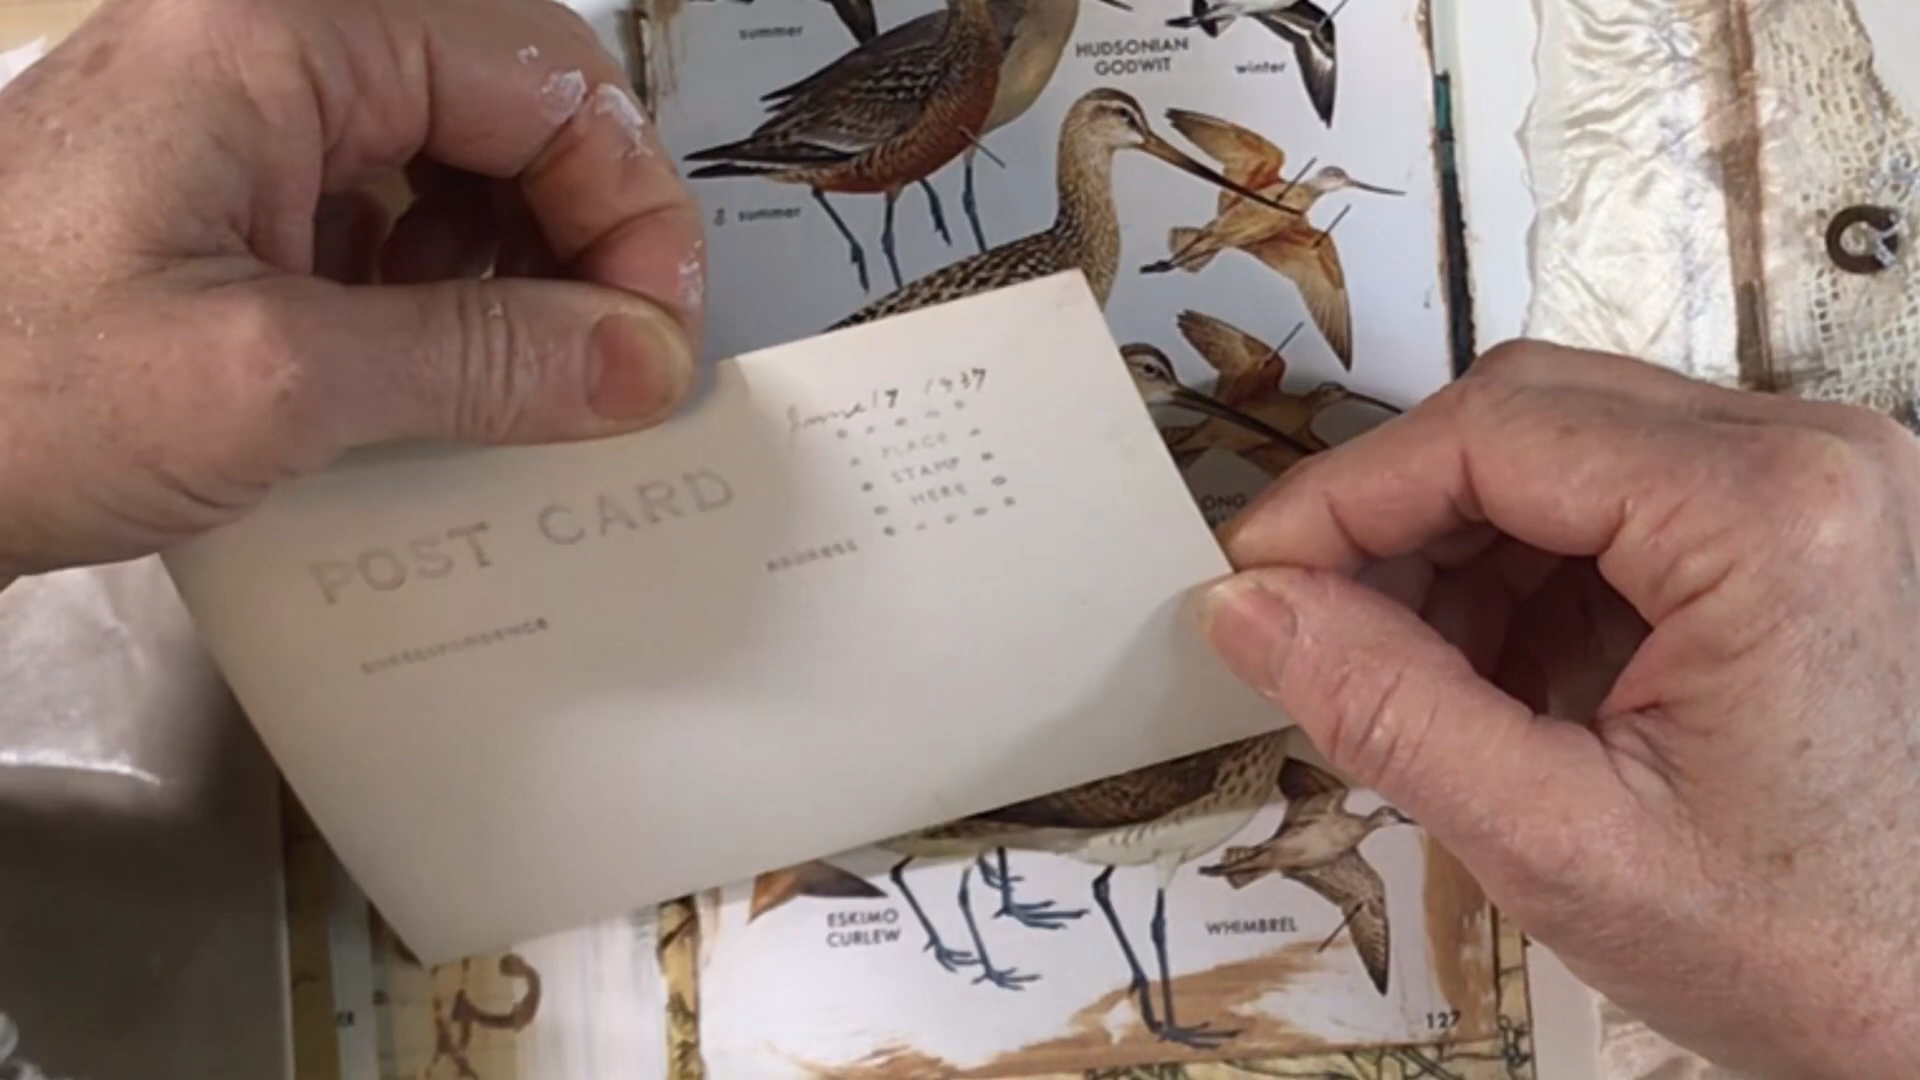 summer
HUDSONIAN
GODWIT
winter
♂ summer
June 17 1937
PLACE
STAMP
HERE
POST CARD
ADDRESS
CORRESPONDENCE
ESKIMO
CURLEW
WHIMBREL
127